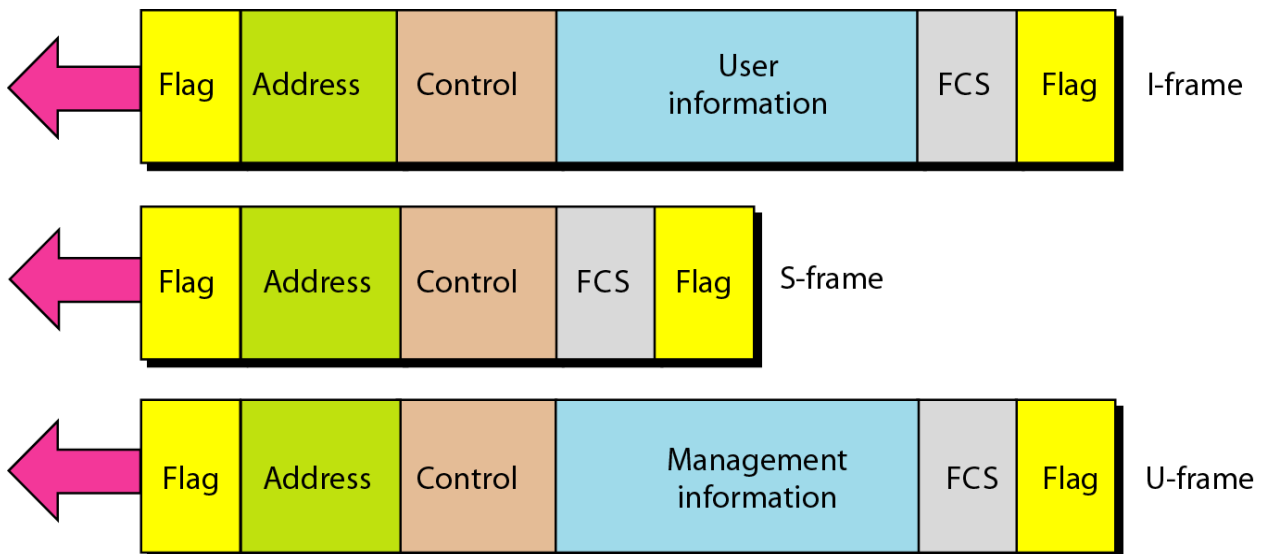 Flag Address Control User information FCS Flag I-frame
Flag Address Control FCS Flag S-frame
Flag Address Control Management information FCS Flag U-frame